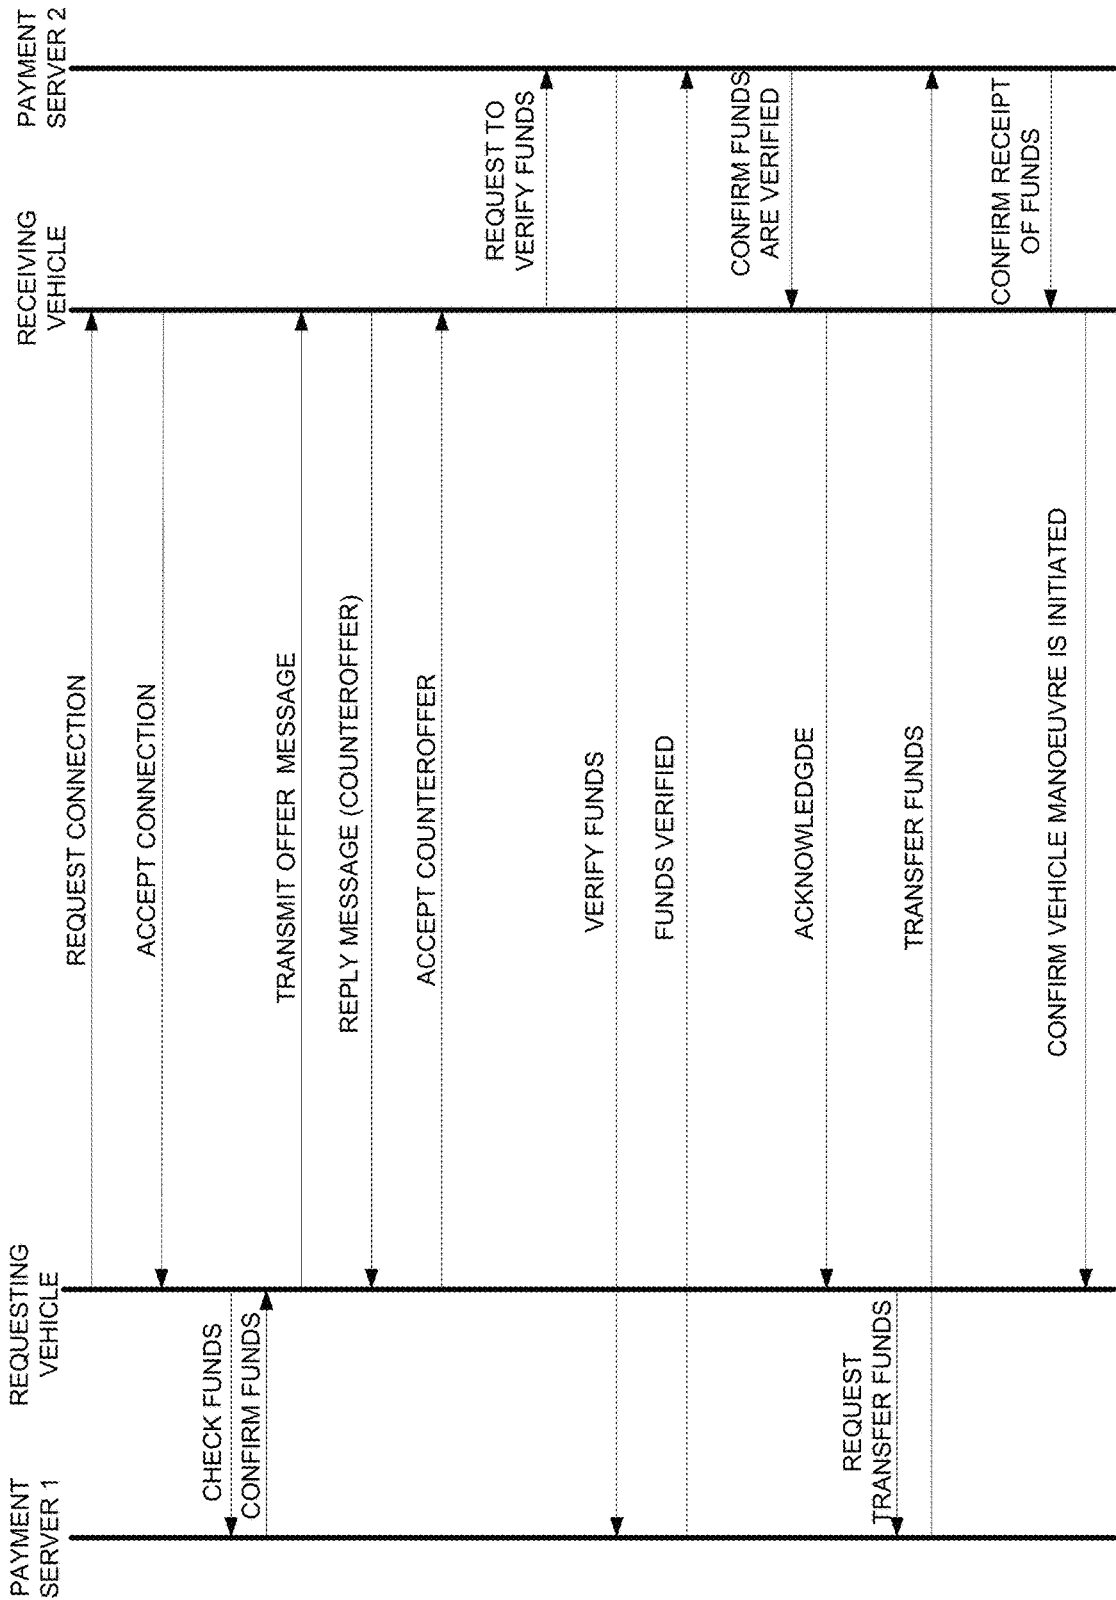 PAYMENT
SERVER 1
REQUESTING
VEHICLE
RECEIVING
VEHICLE
PAYMENT
SERVER 2
REQUEST CONNECTION
ACCEPT CONNECTION
CHECK FUNDS
CONFIRM FUNDS
TRANSMIT OFFER MESSAGE
REPLY MESSAGE (COUNTEROFFER)
ACCEPT COUNTEROFFER
REQUEST TO
VERIFY FUNDS
VERIFY FUNDS
FUNDS VERIFIED
CONFIRM FUNDS
ARE VERIFIED
ACKNOWLEDGDE
REQUEST
TRANSFER FUNDS
TRANSFER FUNDS
CONFIRM RECEIPT
OF FUNDS
CONFIRM VEHICLE MANOEUVRE IS INITIATED